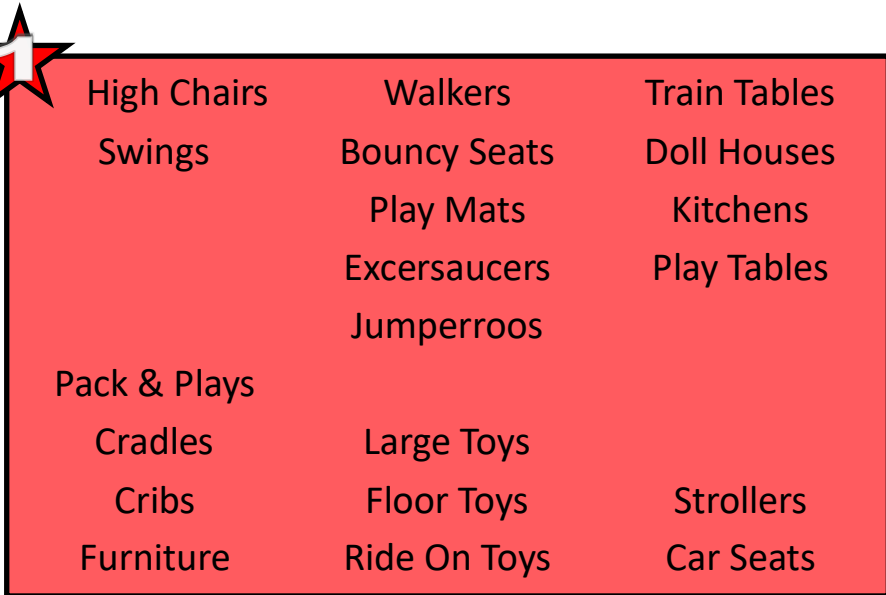 1
High Chairs Walkers Train Tables
Swings Bouncy Seats Doll Houses
Play Mats Kitchens
Excersaucers Play Tables
Jumperroos
Pack & Plays
Cradles Large Toys
Cribs Floor Toys Strollers
Furniture Ride On Toys Car Seats